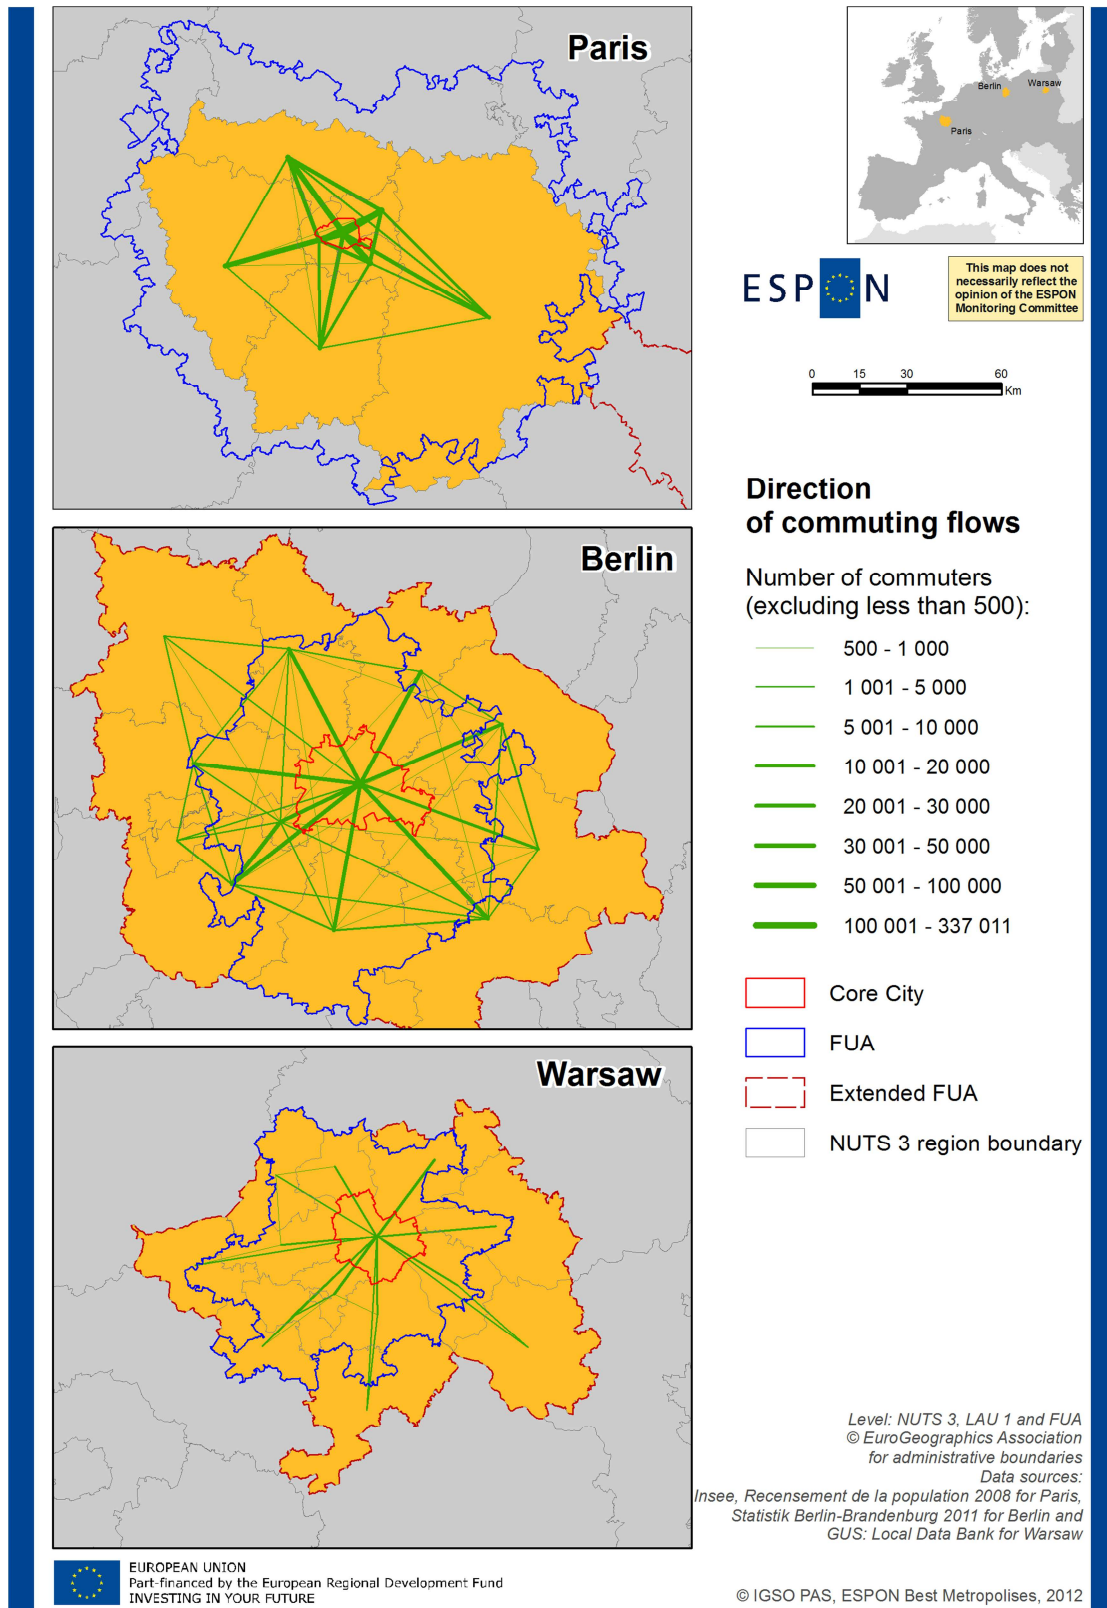 Paris
Berlin
Warsaw
Paris
ESPON
This map does not
necessarily reflect the
opinion of the ESPON
Monitoring Committee
0 15 30 60
Km
Direction
of commuting flows
Number of commuters
(excluding less than 500):
500 - 1 000
1 001 - 5 000
5 001 - 10 000
10 001 - 20 000
20 001 - 30 000
30 001 - 50 000
50 001 - 100 000
100 001 - 337 011
Core City
FUA
Extended FUA
NUTS 3 region boundary
Berlin
Warsaw
Level: NUTS 3, LAU 1 and FUA
© EuroGeographics Association
for administrative boundaries
Data sources:
Insee, Recensement de la population 2008 for Paris,
Statistik Berlin-Brandenburg 2011 for Berlin and
GUS: Local Data Bank for Warsaw
EUROPEAN UNION
Part-financed by the European Regional Development Fund
INVESTING IN YOUR FUTURE
© IGSO PAS, ESPON Best Metropolises, 2012